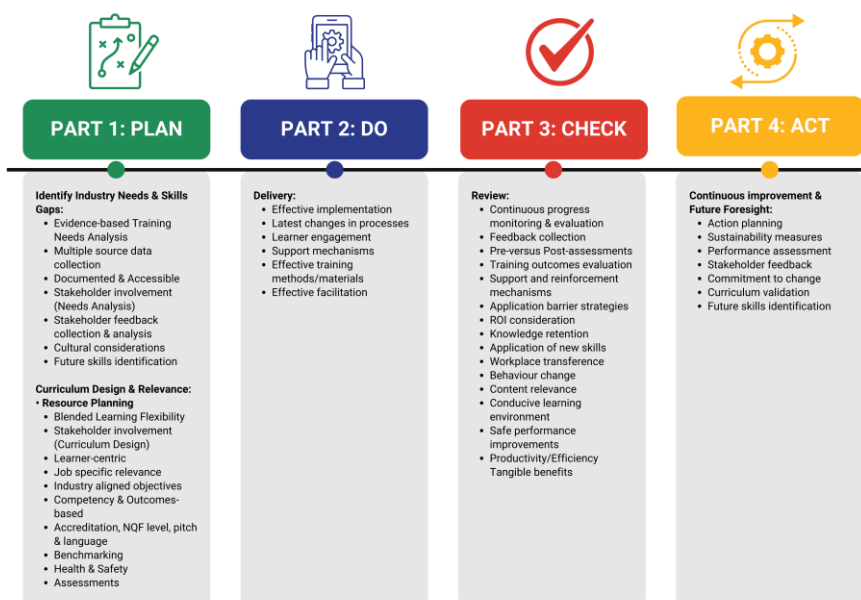 PART 1: PLAN
Identify Industry Needs & Skills
Gaps:
• Evidence-based Training
Needs Analysis
• Multiple source data
collection
• Documented & Accessible
• Stakeholder involvement
(Needs Analysis)
• Stakeholder feedback
collection & analysis
• Cultural considerations
• Future skills identification
Curriculum Design & Relevance:
• Resource Planning
• Blended Learning Flexibility
• Stakeholder involvement
(Curriculum Design)
• Learner-centric
• Job specific relevance
• Industry aligned objectives
• Competency & Outcomes-
based
• Accreditation, NQF level, pitch
& language
• Benchmarking
• Health & Safety
• Assessments
PART 2: DO
Delivery:
• Effective implementation
• Latest changes in processes
• Learner engagement
• Support mechanisms
• Effective training
methods/materials
• Effective facilitation
PART 3: CHECK
Review:
• Continuous progress
monitoring & evaluation
• Feedback collection
• Pre-versus Post-assessments
• Training outcomes evaluation
• Support and reinforcement
mechanisms
• Application barrier strategies
• ROI consideration
• Knowledge retention
• Application of new skills
• Workplace transference
• Behaviour change
• Content relevance
• Conducive learning
environment
• Safe performance
improvements
• Productivity/Efficiency
Tangible benefits
PART 4: ACT
Continuous improvement &
Future Foresight:
• Action planning
• Sustainability measures
• Performance assessment
• Stakeholder feedback
• Commitment to change
• Curriculum validation
• Future skills identification